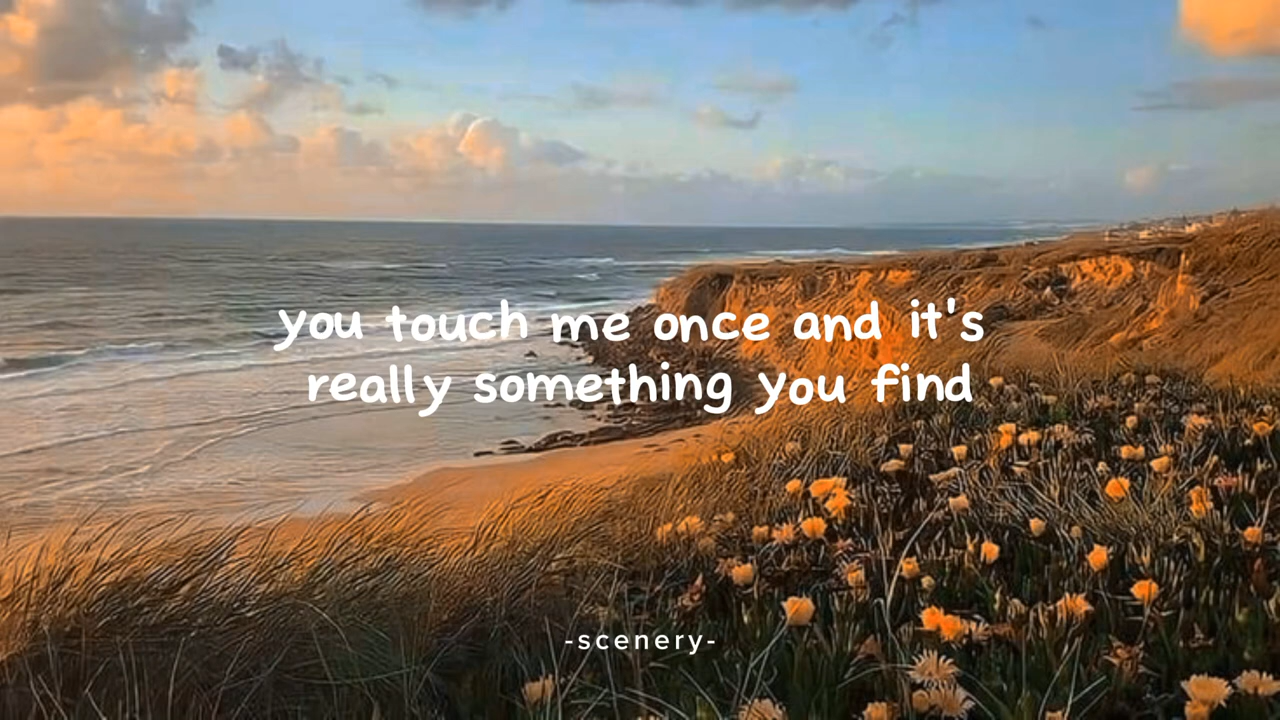 you touch me once and it's
really something you find
-scenery-